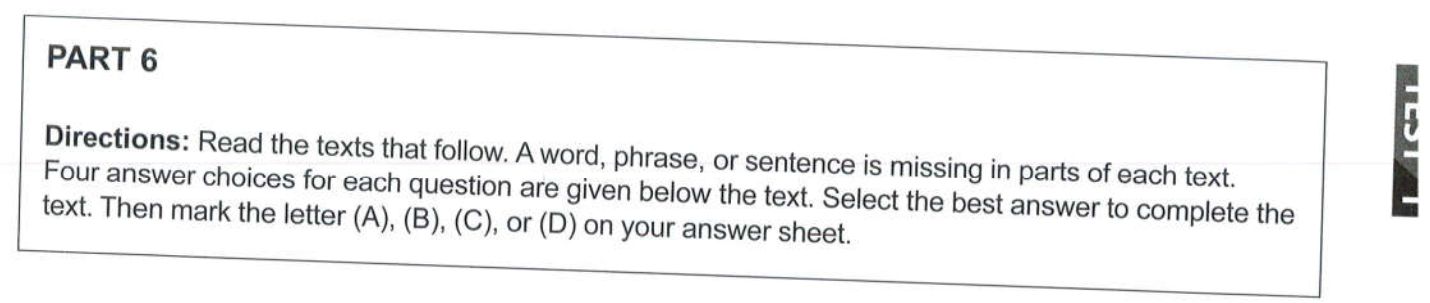 PART 6
Directions: Read the texts that follow. A word, phrase, or sentence is missing in parts of each text.
Four answer choices for each question are given below the text. Select the best answer to complete the
text. Then mark the letter (A), (B), (C), or (D) on your answer sheet.